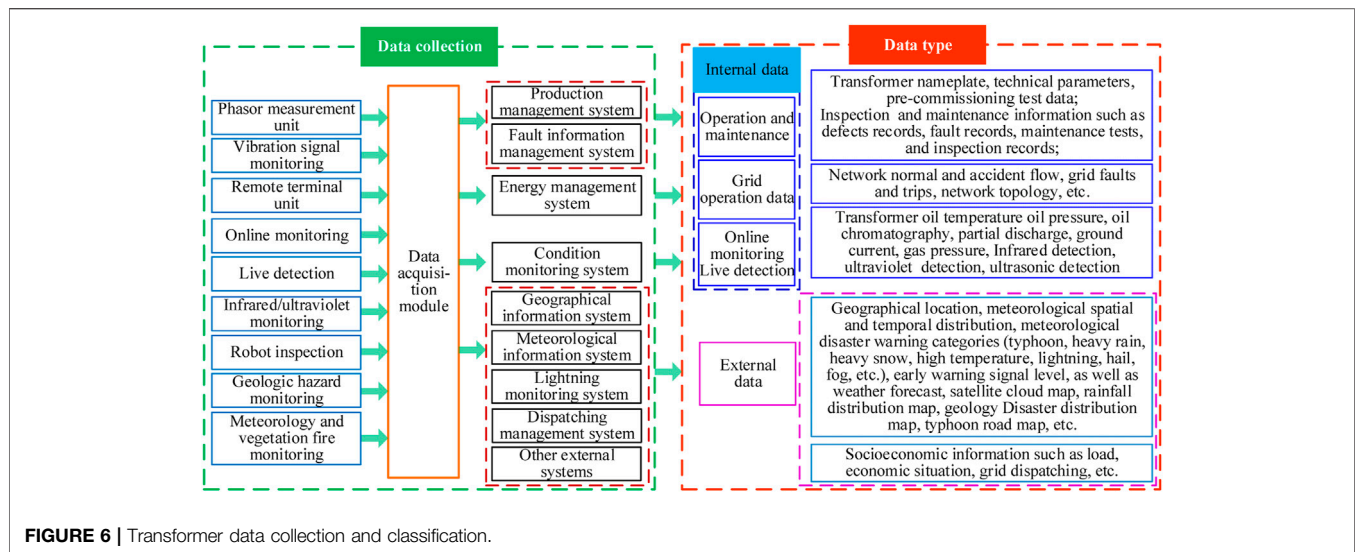 Data collection
Data type
Phasor measurement
unit
Vibration signal
monitoring
Remote terminal
unit
Online monitoring
Live detection
Infrared/ultraviolet
monitoring
Robot inspection
Geologic hazard
monitoring
Meteorology and
vegetation fire
monitoring
Data
acquisi-
tion
module
Production
management system
Fault information
management system
Energy management
system
Condition
monitoring system
Geographical
information system
Meteorological
information system
Lightning
monitoring system
Dispatching
management system
Other external
systems
Internal data
Operation and
maintenance
Grid
operation data
Online
monitoring
Live detection
External
data
Transformer nameplate, technical parameters,
pre-commissioning test data;
Inspection and maintenance information such as
defects records, fault records, maintenance tests,
and inspection records;
Network normal and accident flow, grid faults
and trips, network topology, etc.
Transformer oil temperature oil pressure, oil
chromatography, partial discharge, ground
current, gas pressure, Infrared detection,
ultraviolet detection, ultrasonic detection
Geographical location, meteorological spatial
and temporal distribution, meteorological
disaster warning categories (typhoon, heavy rain,
heavy snow, high temperature, lightning, hail,
fog, etc.), early warning signal level, as well as
weather forecast, satellite cloud map, rainfall
distribution map, geology Disaster distribution
map, typhoon road map, etc.
Socioeconomic information such as load,
economic situation, grid dispatching, etc.
FIGURE 6 | Transformer data collection and classification.